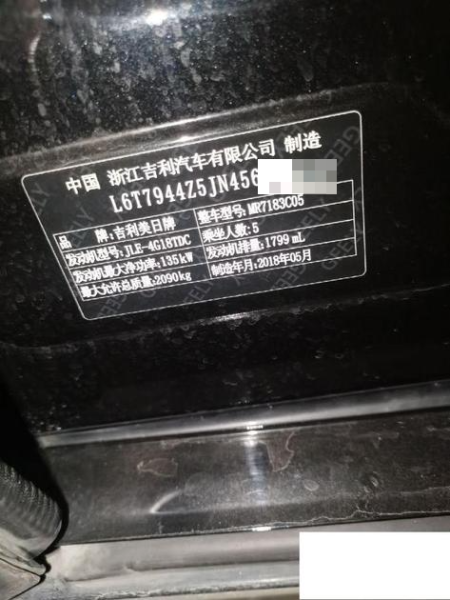 中国 浙江吉利汽车有限公司 制造
L6T7944Z5JN456
品 牌:吉利美日牌
整车型号:MR7183C05
发动机型号:JLE-4G18TDC
乘坐人数:5
发动机最大净功率:135kW
发动机排量:1799 mL
最大允许总质量:2090kg
制造年月:2018年05月
GEELY